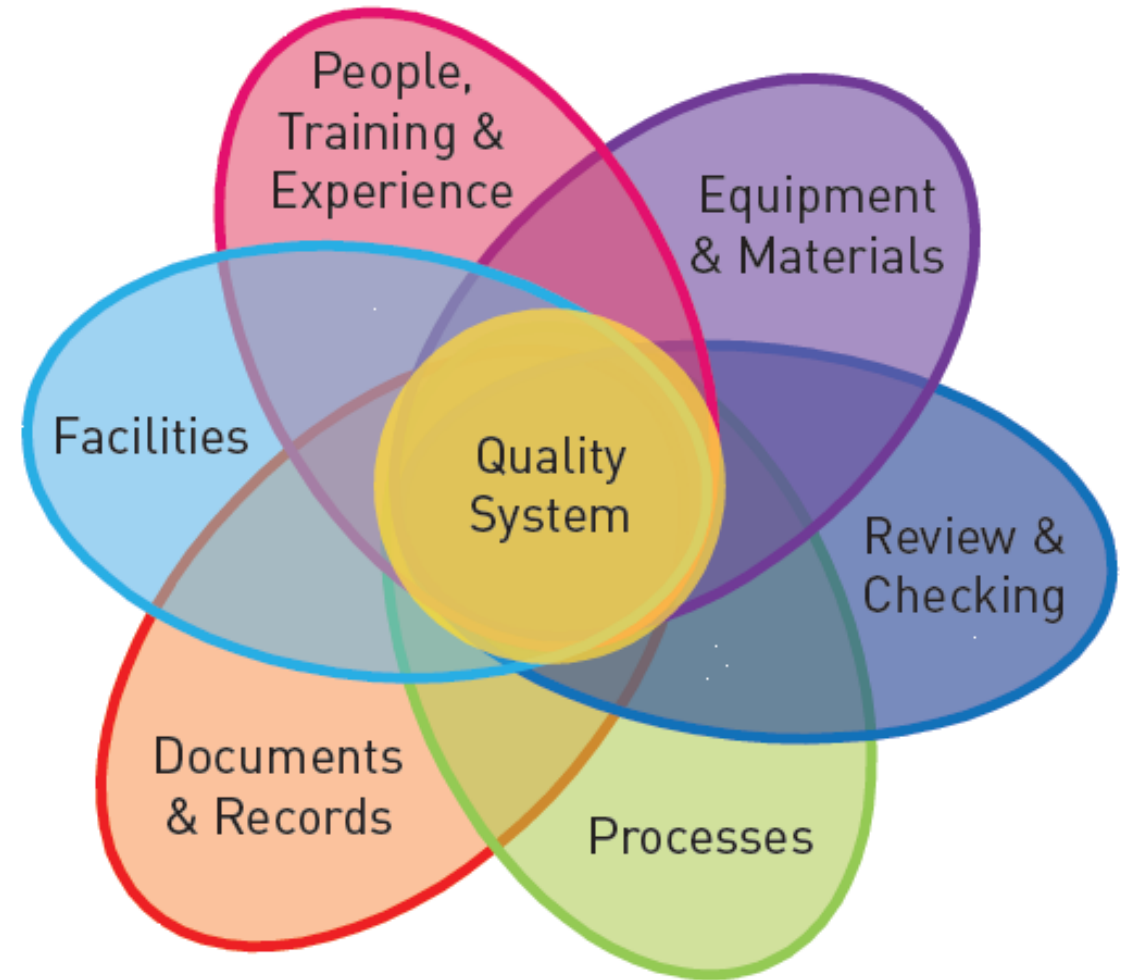 People,
Training &
Experience
Equipment
& Materials
Facilities
Quality
System
Review &
Checking
Documents
& Records
Processes